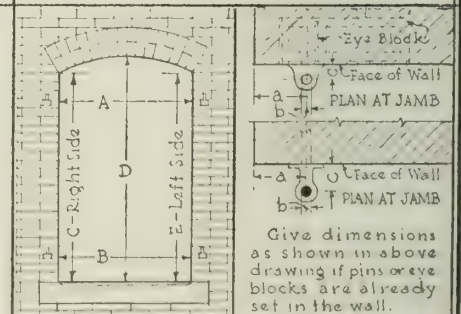 A
C-Right Side
D
E-Left Side
B
Eye Block
c
Face of Wall
a
b
PLAN AT JAMB
a
c
Face of Wall
b
PLAN AT JAMB
Give dimensions
as shown in above
drawing if pins or eye
blocks are already
set in the wall.